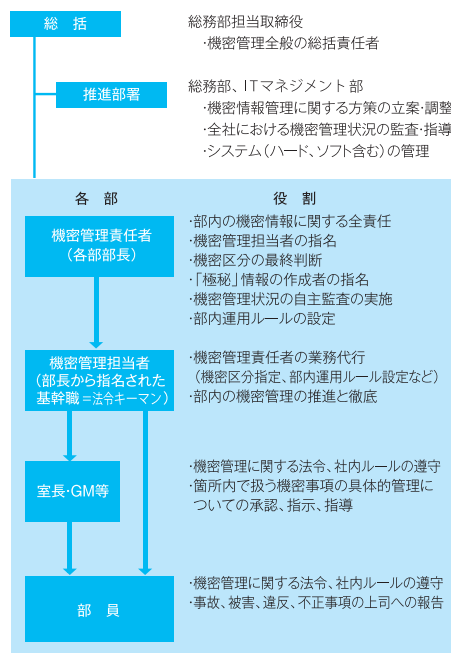 総 括
総務部担当取締役
・機密管理全般の総括責任者
推進部署
総務部、ITマネジメント部
・機密情報管理に関する方策の立案・調整
・全社における機密管理状況の監査・指導
・システム(ハード、ソフト含む)の管理
各 部
役 割
機密管理責任者
(各部部長)
・部内の機密情報に関する全責任
・機密管理担当者の指名
・機密区分の最終判断
・「極秘」情報の作成者の指名
・機密管理状況の自主監査の実施
・部内運用ルールの設定
機密管理担当者
(部長から指名された
基幹職=法令キーマン)
・機密管理責任者の業務代行
(機密区分指定、部内運用ルール設定など)
・部内の機密管理の推進と徹底
室長・GM等
・機密管理に関する法令、社内ルールの遵守
・箇所内で扱う機密事項の具体的管理に
ついての承認、指示、指導
部 員
・機密管理に関する法令、社内ルールの遵守
・事故、被害、違反、不正事項の上司への報告